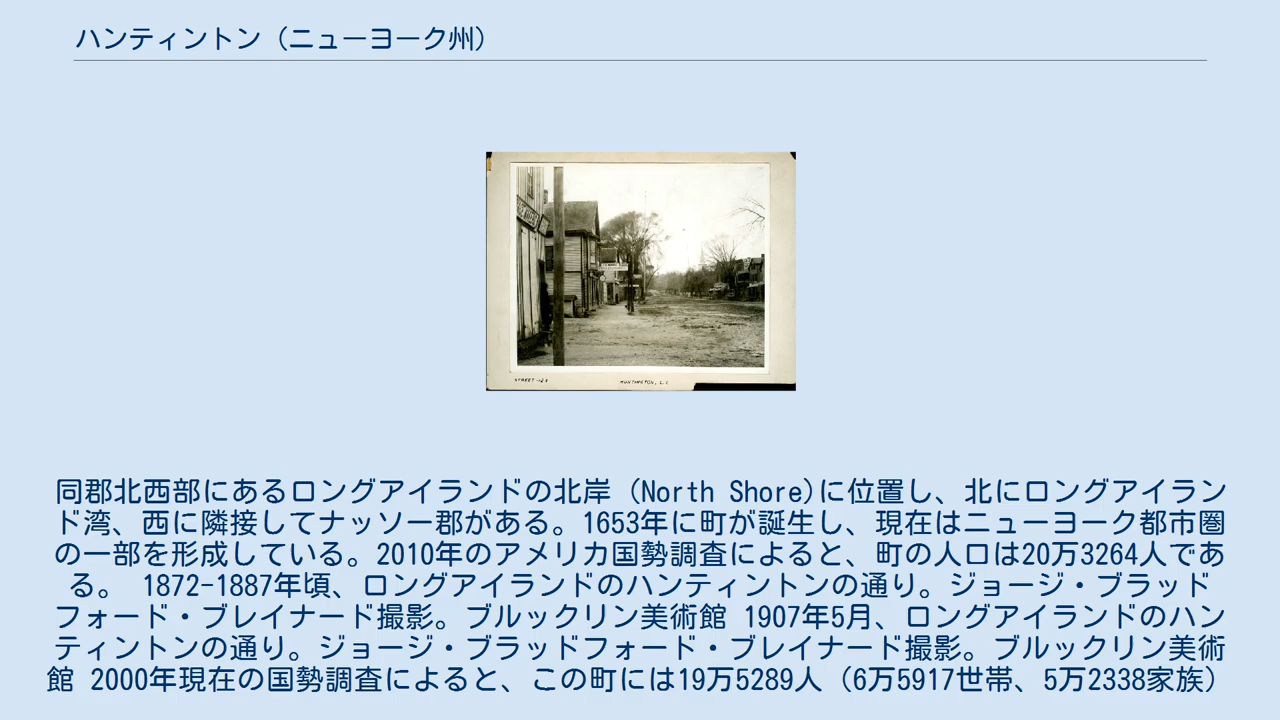 ハンティントン（ニューヨーク州）
STREET-124
HUNTINGTON, L.I.
同郡北西部にあるロングアイランドの北岸 (North Shore)に位置し、北にロングアイラン
ド湾、西に隣接してナッソー郡がある。1653年に町が誕生し、現在はニューヨーク都市圏
の一部を形成している。2010年のアメリカ国勢調査によると、町の人口は20万3264人であ
る。 1872-1887年頃、ロングアイランドのハンティントンの通り。ジョージ・ブラッド
フォード・ブレイナード撮影。ブルックリン美術館 1907年5月、ロングアイランドのハン
ティントンの通り。ジョージ・ブラッドフォード・ブレイナード撮影。ブルックリン美術
館 2000年現在の国勢調査によると、この町には19万5289人（6万5917世帯、5万2338家族）